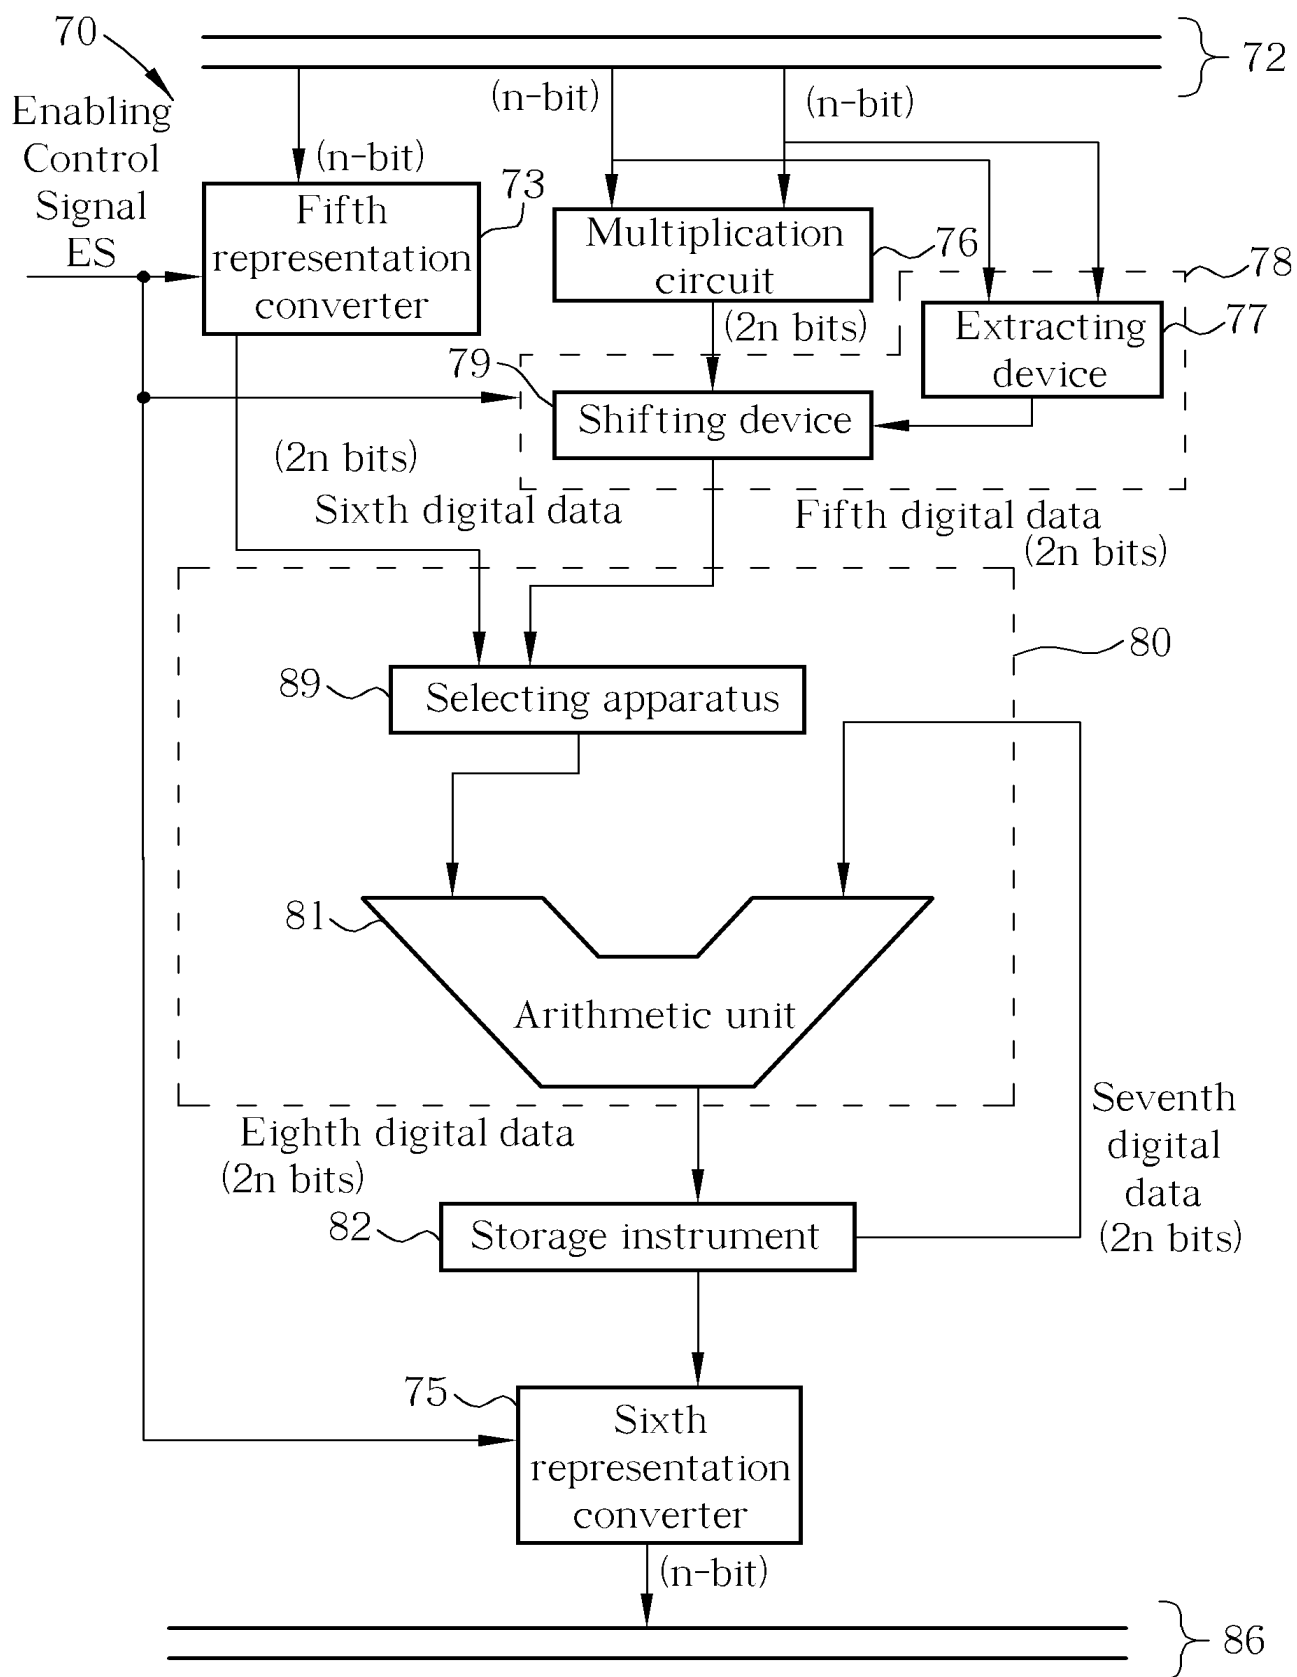 70
72
(n-bit)
(n-bit)
Enabling
Control
Signal
ES
(n-bit)
73
Fifth
representation
converter
Multiplication
circuit
76
78
(2n bits)
Extracting
device
77
79
Shifting device
(2n bits)
Sixth digital data
Fifth digital data
(2n bits)
80
89
Selecting apparatus
81
Arithmetic unit
Eighth digital data
(2n bits)
Seventh
digital
data
(2n bits)
82
Storage instrument
75
Sixth
representation
converter
(n-bit)
86